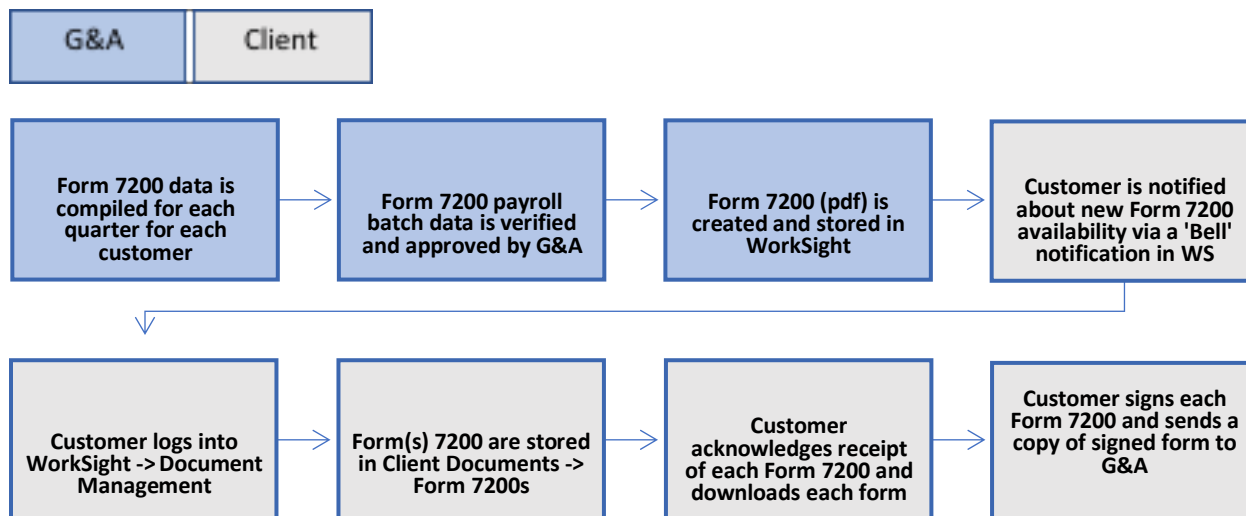 G&A
Client
Form 7200 data is
compiled for each
quarter for each
customer
Form 7200 payroll
batch data is verified
and approved by G&A
Form 7200 (pdf) is
created and stored in
WorkSight
Customer is notified
about new Form 7200
availability via a 'Bell'
notification in WS
Customer logs into
WorkSight -> Document
Management
Form(s) 7200 are stored
in Client Documents ->
Form 7200s
Customer
acknowledges receipt
of each Form 7200 and
downloads each form
Customer signs each
Form 7200 and sends a
copy of signed form to
G&A